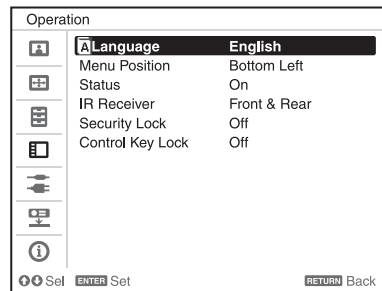 Operation
A Language English
Menu Position Bottom Left
Status On
IR Receiver Front & Rear
Security Lock Off
Control Key Lock Off
Sel ENTER Set RETURN Back